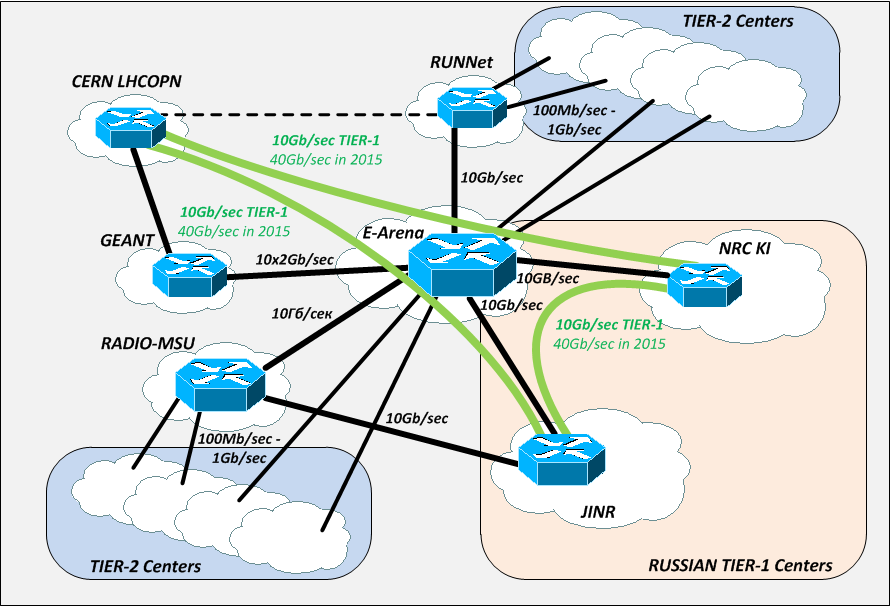 TIER-2 Centers
RUNNet
CERN LHCOPN
100Mb/sec -
1Gb/sec
10Gb/sec TIER-1
40Gb/sec in 2015
10Gb/sec
10Gb/sec TIER-1
40Gb/sec in 2015
E-Arena
GEANT
NRC KI
10x2Gb/sec
10GB/sec
10Gb/sec
10Гб/сек
10Gb/sec TIER-1
40Gb/sec in 2015
RADIO-MSU
10Gb/sec
100Mb/sec -
1Gb/sec
JINR
TIER-2 Centers
RUSSIAN TIER-1 Centers